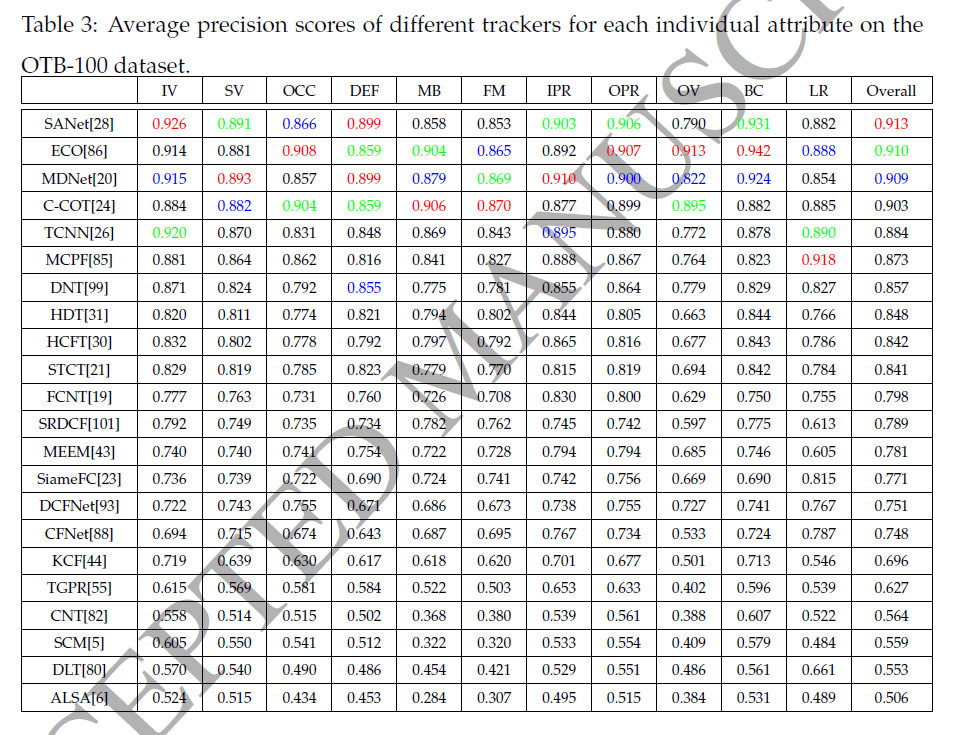 Table 3: Average precision scores of different trackers for each individual attribute on the
OTB-100 dataset.
IV SV OCC DEF MB FM IPR OPR OV BC LR Overall
SANet[28] 0.926 0.891 0.866 0.899 0.858 0.853 0.903 0.906 0.790 0.931 0.882 0.913
ECO[86] 0.914 0.881 0.908 0.859 0.904 0.865 0.892 0.907 0.913 0.942 0.888 0.910
MDNet[20] 0.915 0.893 0.857 0.899 0.879 0.869 0.910 0.900 0.822 0.924 0.854 0.909
C-COT[24] 0.884 0.882 0.904 0.859 0.906 0.870 0.877 0.899 0.895 0.882 0.885 0.903
TCNN[26] 0.920 0.870 0.831 0.848 0.869 0.843 0.895 0.880 0.772 0.878 0.890 0.884
MCPF[85] 0.881 0.864 0.862 0.816 0.841 0.827 0.888 0.867 0.764 0.823 0.918 0.873
DNT[99] 0.871 0.824 0.792 0.855 0.775 0.781 0.855 0.864 0.779 0.829 0.827 0.857
HDT[31] 0.820 0.811 0.774 0.821 0.794 0.802 0.844 0.805 0.663 0.844 0.766 0.848
HCFT[30] 0.832 0.802 0.778 0.792 0.797 0.792 0.865 0.816 0.677 0.843 0.786 0.842
STCT[21] 0.829 0.819 0.785 0.823 0.779 0.770 0.815 0.819 0.694 0.842 0.784 0.841
FCNT[19] 0.777 0.763 0.731 0.760 0.726 0.708 0.830 0.800 0.629 0.750 0.755 0.798
SRDCF[101] 0.792 0.749 0.735 0.734 0.782 0.762 0.745 0.742 0.597 0.775 0.613 0.789
MEEM[43] 0.740 0.740 0.741 0.754 0.722 0.728 0.794 0.794 0.685 0.746 0.605 0.781
SiameFC[23] 0.736 0.739 0.722 0.690 0.724 0.741 0.742 0.756 0.669 0.690 0.815 0.771
DCFNet[93] 0.722 0.743 0.755 0.671 0.686 0.673 0.738 0.755 0.727 0.741 0.767 0.751
CFNet[88] 0.694 0.715 0.674 0.643 0.687 0.695 0.767 0.734 0.533 0.724 0.787 0.748
KCF[44] 0.719 0.639 0.630 0.617 0.618 0.620 0.701 0.677 0.501 0.713 0.546 0.696
TGPR[55] 0.615 0.569 0.581 0.584 0.522 0.503 0.653 0.633 0.402 0.596 0.539 0.627
CNT[82] 0.558 0.514 0.515 0.502 0.368 0.380 0.539 0.561 0.388 0.607 0.522 0.564
SCM[5] 0.605 0.550 0.541 0.512 0.322 0.320 0.533 0.554 0.409 0.579 0.484 0.559
DLT[80] 0.570 0.540 0.490 0.486 0.454 0.421 0.529 0.551 0.486 0.561 0.661 0.553
ALSA[6] 0.524 0.515 0.434 0.453 0.284 0.307 0.495 0.515 0.384 0.531 0.489 0.506
CEPTED MANUSC